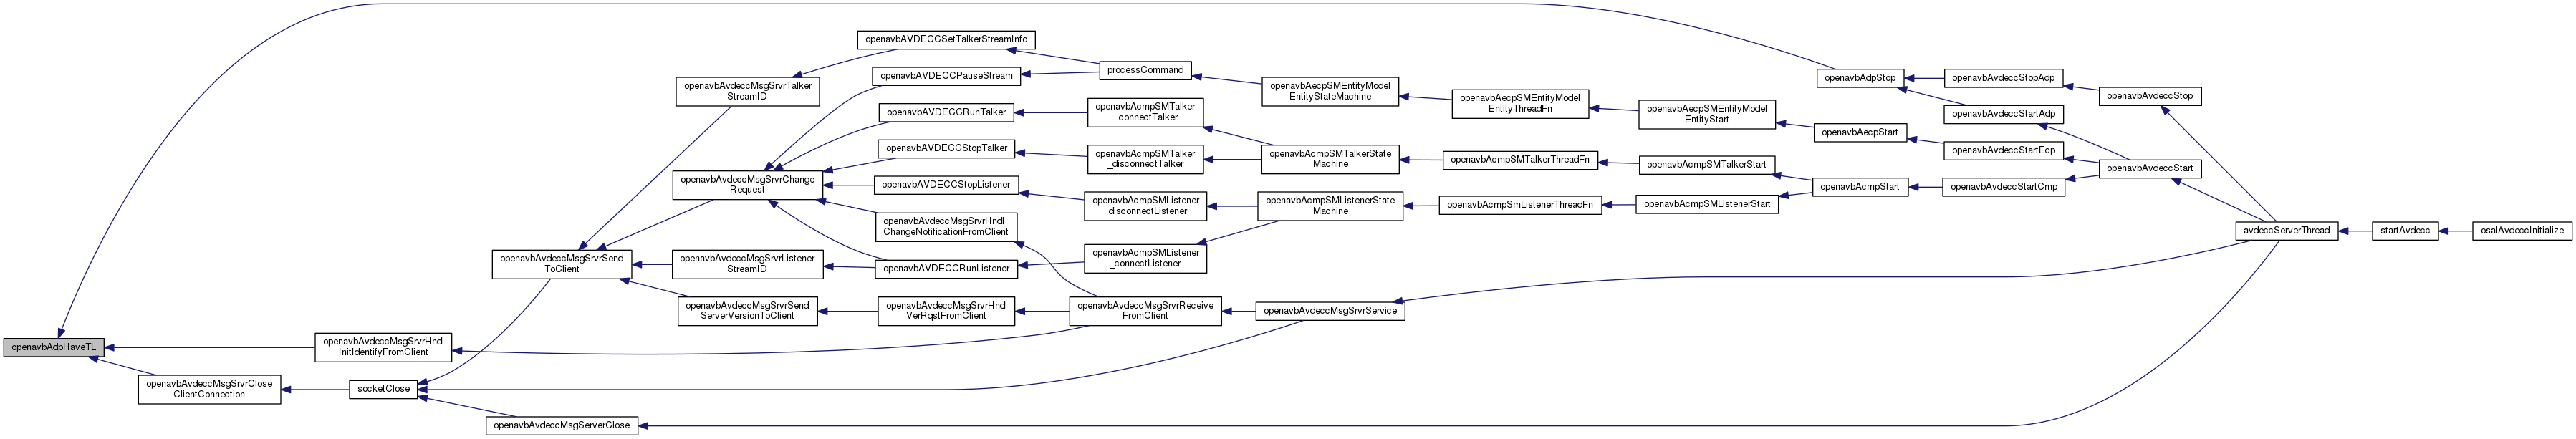 openavbAdpHaveTL
openavbAvdeccMsgSrvrHndl
InitIdentifyFromClient
openavbAvdeccMsgSrvrClose
ClientConnection
socketClose
openavbAvdeccMsgSrvrSend
ToClient
openavbAvdeccMsgServerClose
openavbAvdeccMsgSrvrTalker
StreamID
openavbAvdeccMsgSrvrChange
Request
openavbAvdeccMsgSrvrListener
StreamID
openavbAvdeccMsgSrvrSend
ServerVersionToClient
openavbAVDECCSetTalkerStreamInfo
openavbAVDECCPauseStream
openavbAVDECCRunTalker
openavbAVDECCStopTalker
openavbAVDECCStopListener
openavbAvdeccMsgSrvrHndl
ChangeNotificationFromClient
openavbAVDECCRunListener
openavbAvdeccMsgSrvrHndl
VerRqstFromClient
processCommand
openavbAcmpSMTalker
_connectTalker
openavbAcmpSMTalker
_disconnectTalker
openavbAcmpSMListener
_disconnectListener
openavbAcmpSMListener
_connectListener
openavbAvdeccMsgSrvrReceive
FromClient
openavbAecpSMEntityModel
EntityStateMachine
openavbAcmpSMTalkerState
Machine
openavbAcmpSMListenerState
Machine
openavbAvdeccMsgSrvrService
openavbAecpSMEntityModel
EntityThreadFn
openavbAcmpSMTalkerThreadFn
openavbAcmpSmListenerThreadFn
openavbAecpSMEntityModel
EntityStart
openavbAcmpSMTalkerStart
openavbAcmpSMListenerStart
openavbAdpStop
openavbAecpStart
openavbAcmpStart
openavbAvdeccStopAdp
openavbAvdeccStartAdp
openavbAvdeccStartEcp
openavbAvdeccStartCmp
openavbAvdeccStop
openavbAvdeccStart
avdeccServerThread
startAvdecc
osalAvdeccInitialize